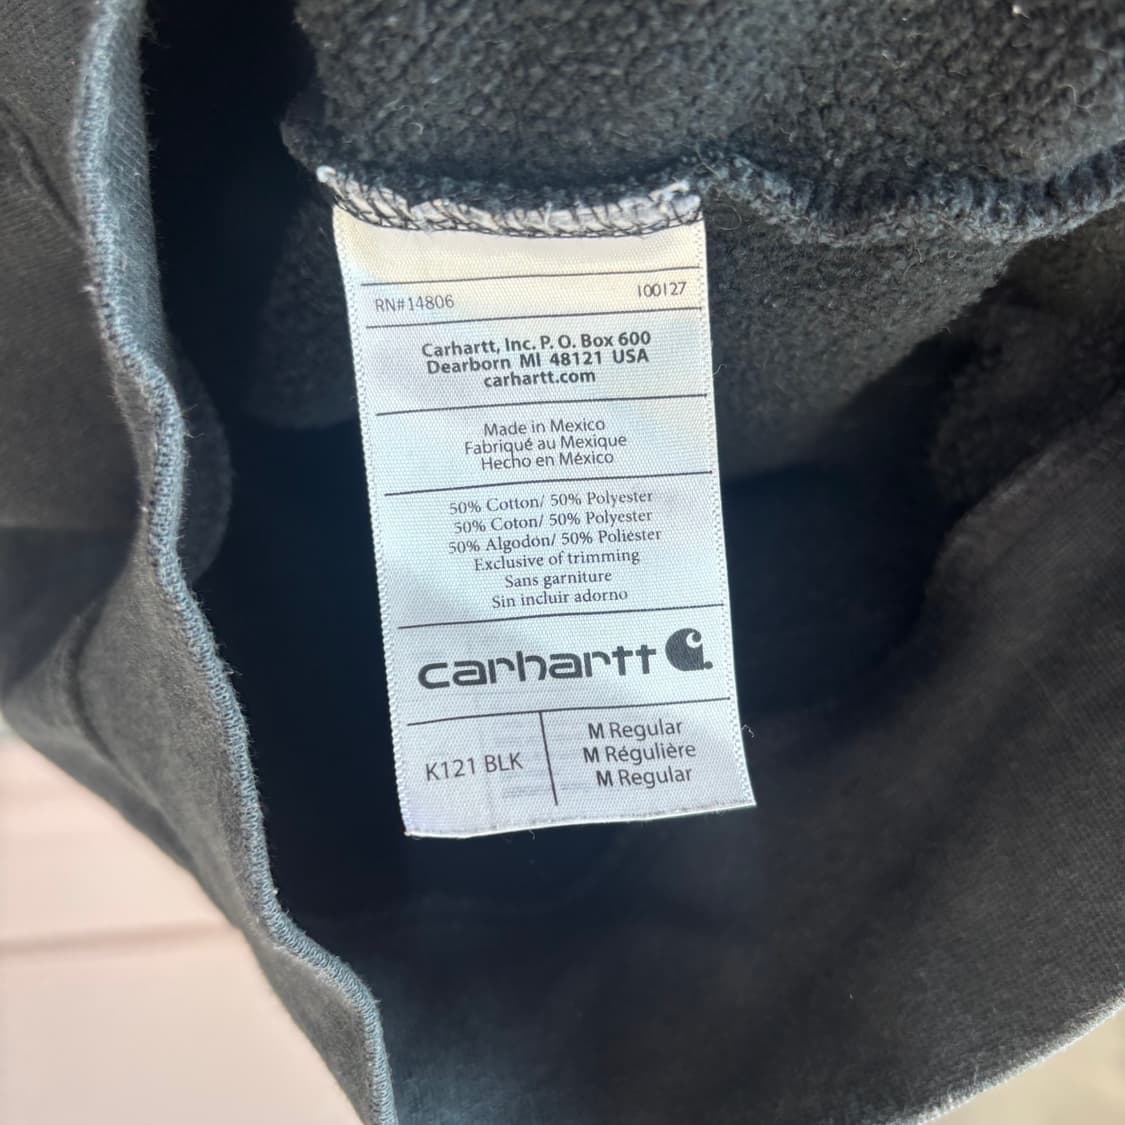 RN#14806 100127
Carhartt, Inc. P. O. Box 600
Dearborn MI 48121 USA
carhartt.com
Made in Mexico
Fabriqué au Mexique
Hecho en México
50% Cotton/ 50% Polyester
50% Coton/ 50% Polyester
50% Algodon/ 50% Poliéster
Exclusive of trimming
Sans garniture
Sin incluir adorno
carhartt
K121 BLK
M Regular
M Régulière
M Regular